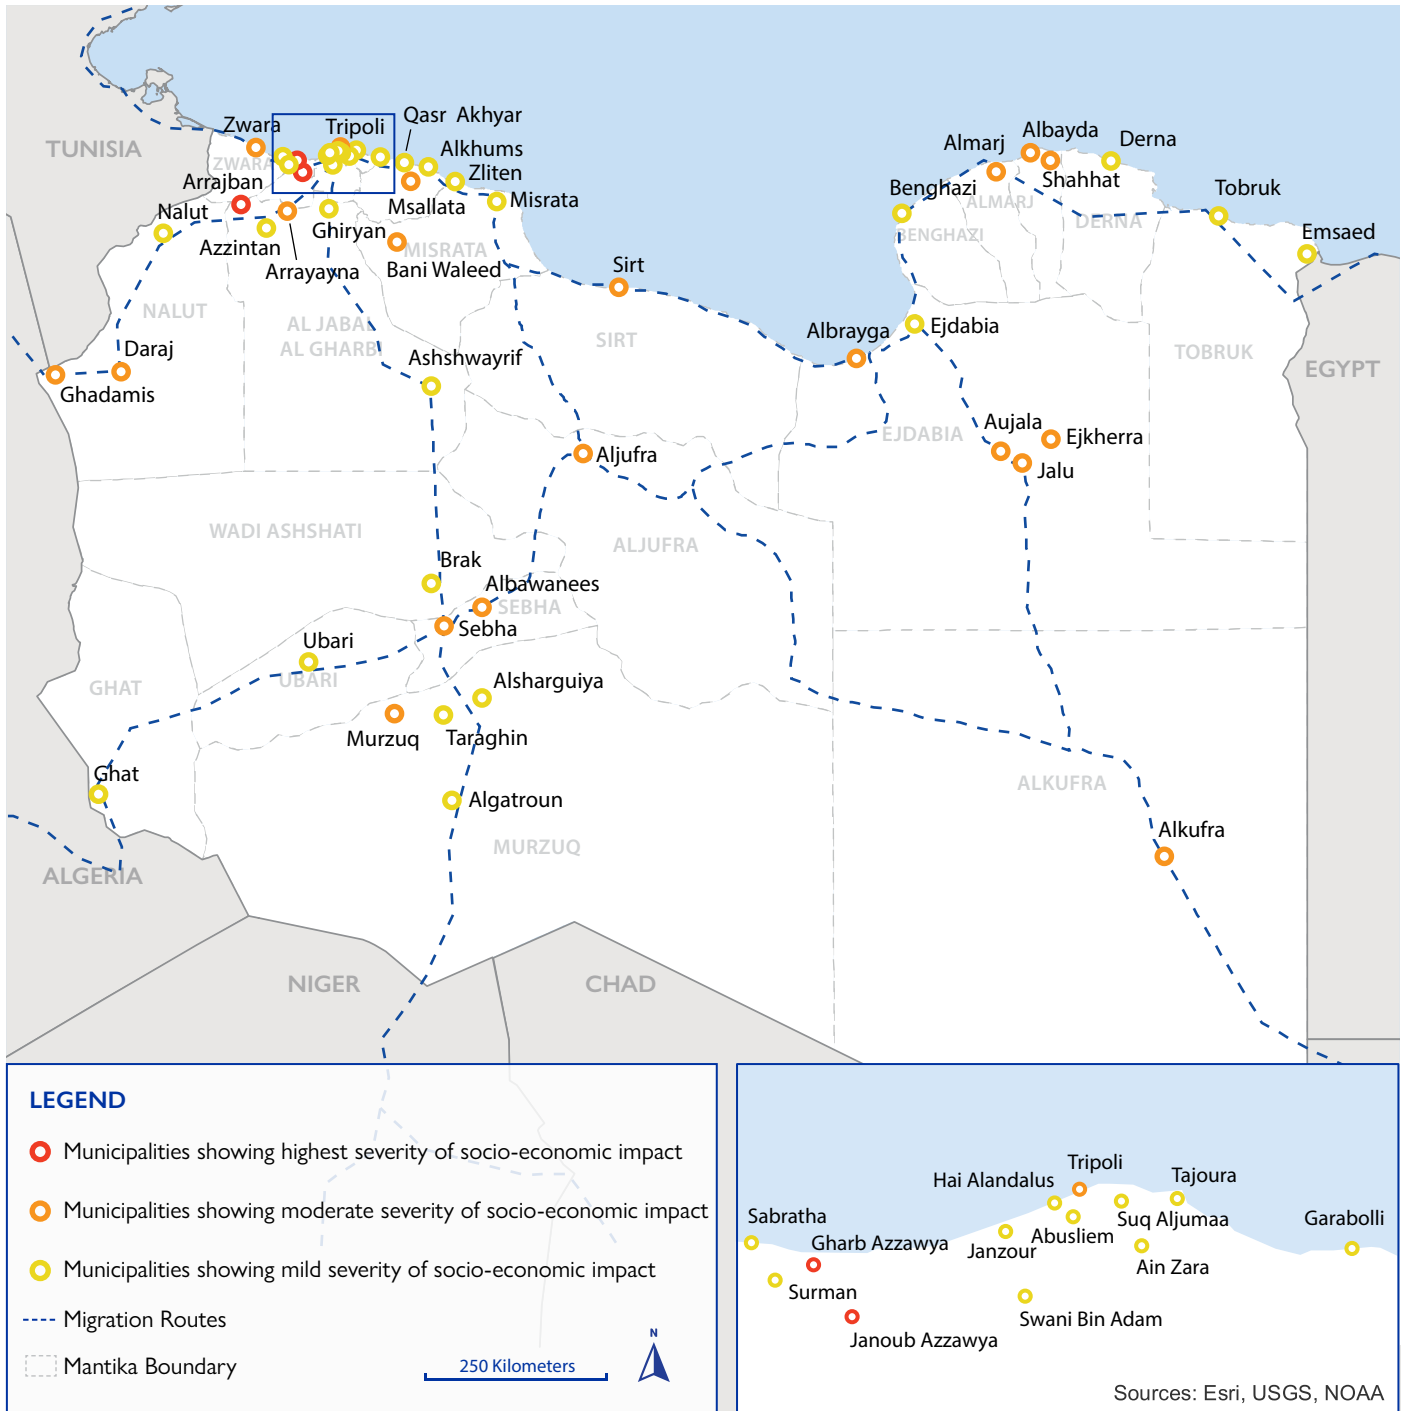 Qasr Akhyar
Zwara
Tripoli
TUNISIA
ZWARA
Alkhums
Zliten
Arrajban
Msallata
Misrata
Nalut
Ghiryan
Azzintan
MISRATA
Arrayayna
Bani Waleed
Almarj
Albayda
Derna
Shahhat
Benghazi
ALMARJ
Tobruk
DERNA
BENGHAZI
Emsaed
Sirt
NALUT
AL JABAL
AL GHARBI
SIRT
Albrayga
Ejdabia
Daraj
Ashshwayrif
TOBRUK
EGYPT
Ghadamis
Aujala
Ejkherra
EJDABIA
Aljufra
Jalu
WADI ASHSHATI
ALJUFRA
Brak
Albawanees
SEBHA
Sebha
Ubari
UBARI
GHAT
Alsharguiya
Murzuq
Taraghin
Ghat
ALKUFRA
Algatroun
Alkufra
MURZUQ
ALGERIA
NIGER
CHAD
LEGEND
Municipalities showing highest severity of socio-economic impact
Municipalities showing moderate severity of socio-economic impact
Municipalities showing mild severity of socio-economic impact
Migration Routes
Mantika Boundary
250 Kilometers
N
Tripoli
Hai Alandalus
Tajoura
Sabratha
Suq Aljumaa
Garabolli
Gharb Azzawya
Abusliem
Janzour
Ain Zara
Surman
Swani Bin Adam
Janoub Azzawya
Sources: Esri, USGS, NOAA